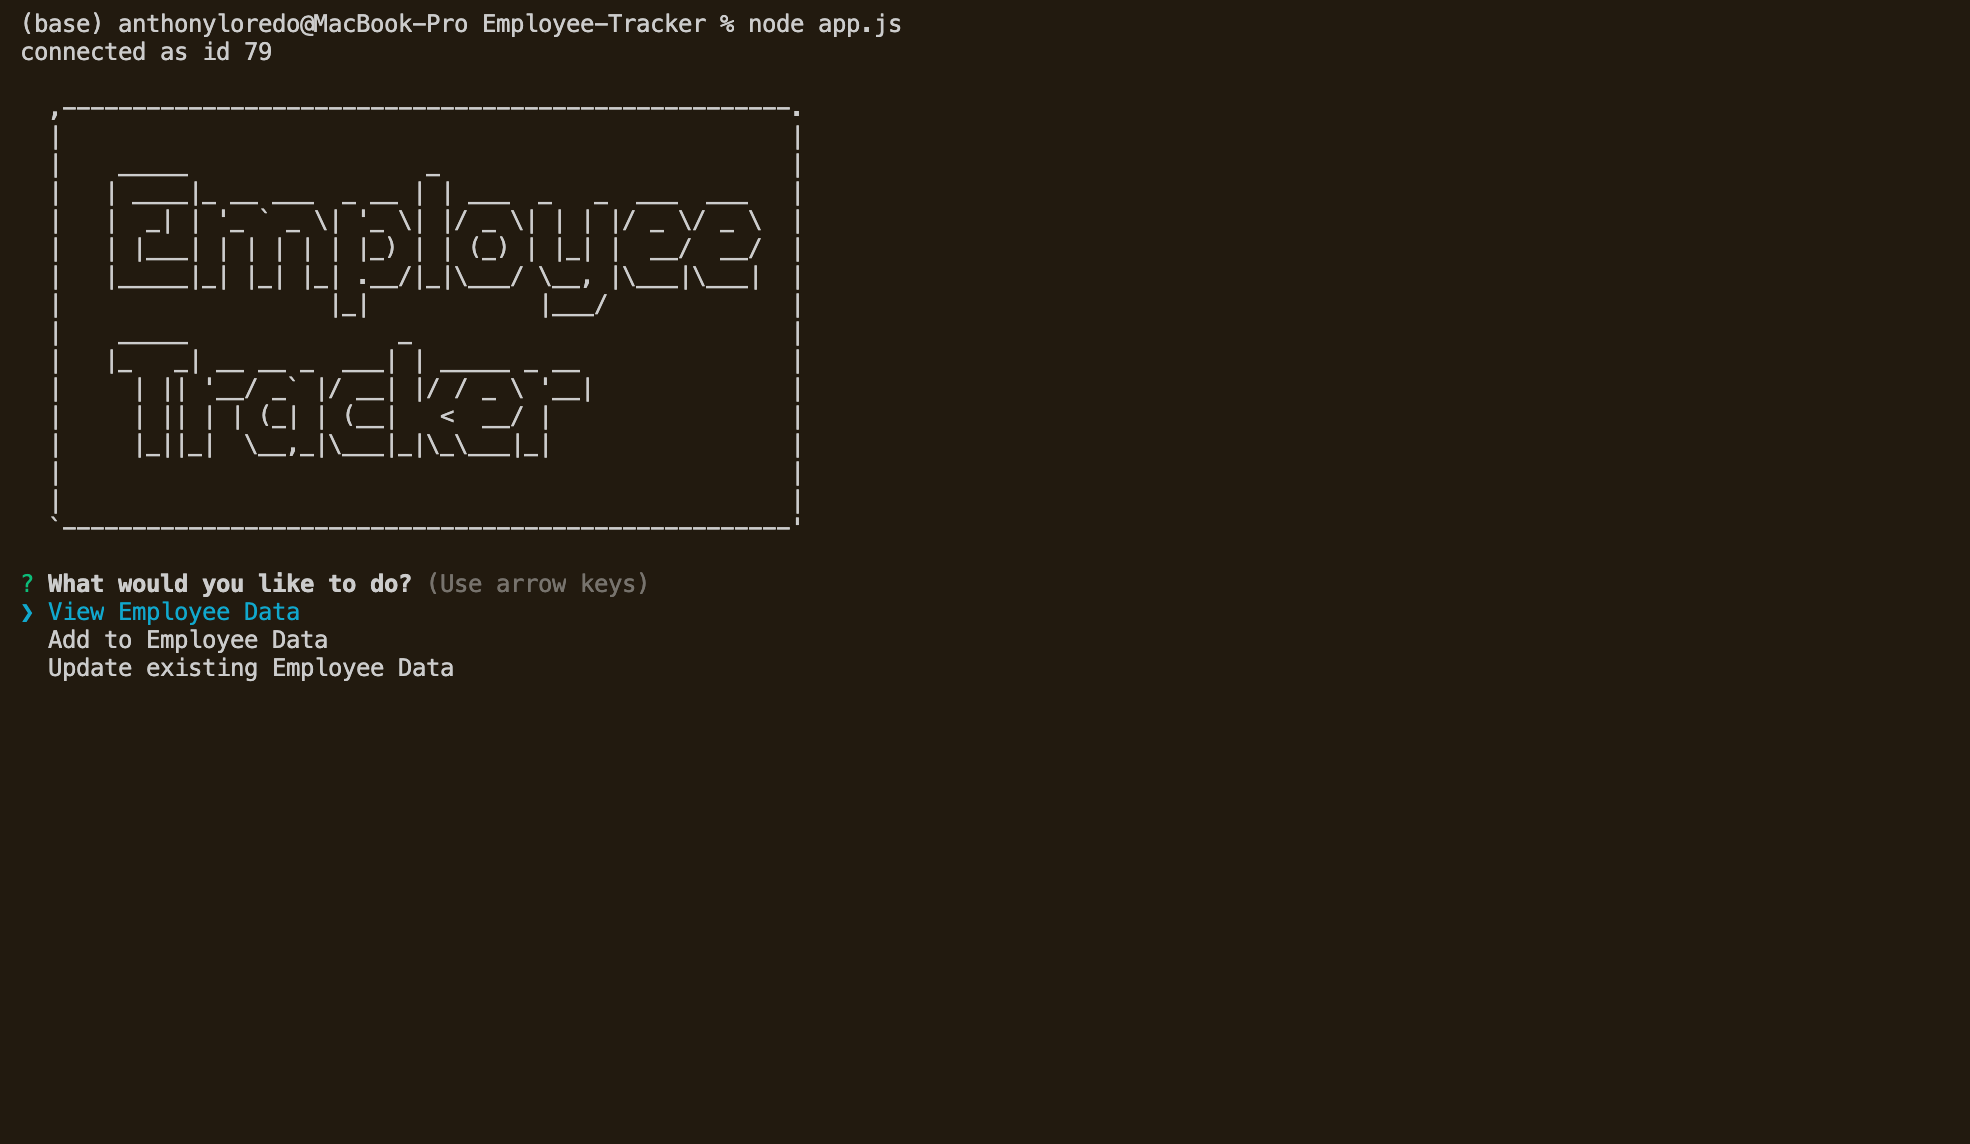 (base) anthonyloredo@MacBook-Pro Employee-Tracker % node app.js
connected as id 79
Employee
Tracker
? What would you like to do? (Use arrow keys)
❯ View Employee Data
Add to Employee Data
Update existing Employee Data